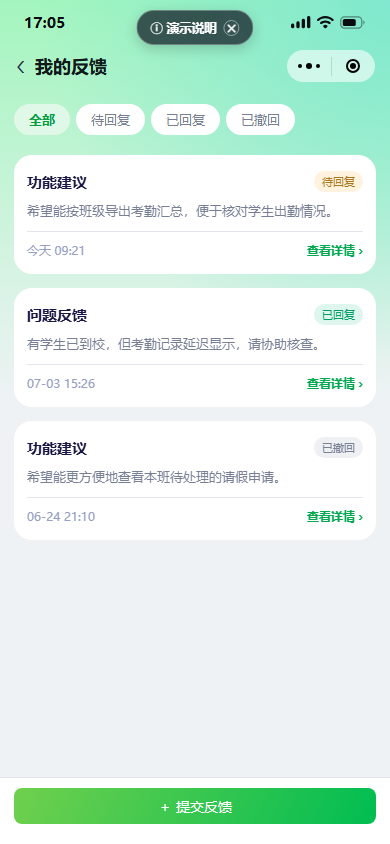 17:05
演示说明
我的反馈
全部 待回复 已回复 已撤回
功能建议 待回复
希望能按班级导出考勤汇总，便于核对学生出勤情况。
今天 09:21 查看详情 ›
问题反馈 已回复
有学生已到校，但考勤记录延迟显示，请协助核查。
07-03 15:26 查看详情 ›
功能建议 已撤回
希望能更方便地查看本班待处理的请假申请。
06-24 21:10 查看详情 ›
+ 提交反馈